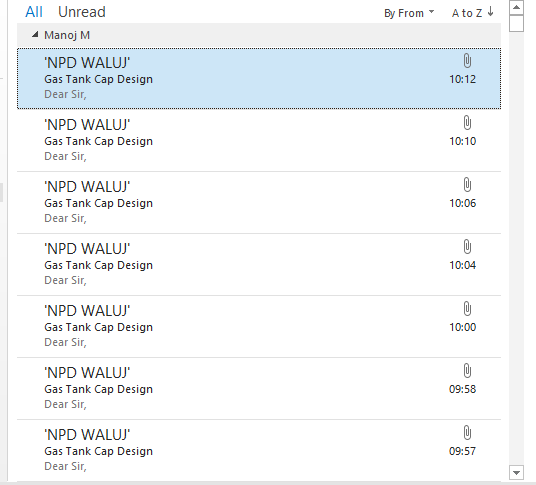 All Unread By From A to Z
Manoj M
'NPD WALUJ'
Gas Tank Cap Design 10:12
Dear Sir,
'NPD WALUJ'
Gas Tank Cap Design 10:10
Dear Sir,
'NPD WALUJ'
Gas Tank Cap Design 10:06
Dear Sir,
'NPD WALUJ'
Gas Tank Cap Design 10:04
Dear Sir,
'NPD WALUJ'
Gas Tank Cap Design 10:00
Dear Sir,
'NPD WALUJ'
Gas Tank Cap Design 09:58
Dear Sir,
'NPD WALUJ'
Gas Tank Cap Design 09:57
Dear Sir,